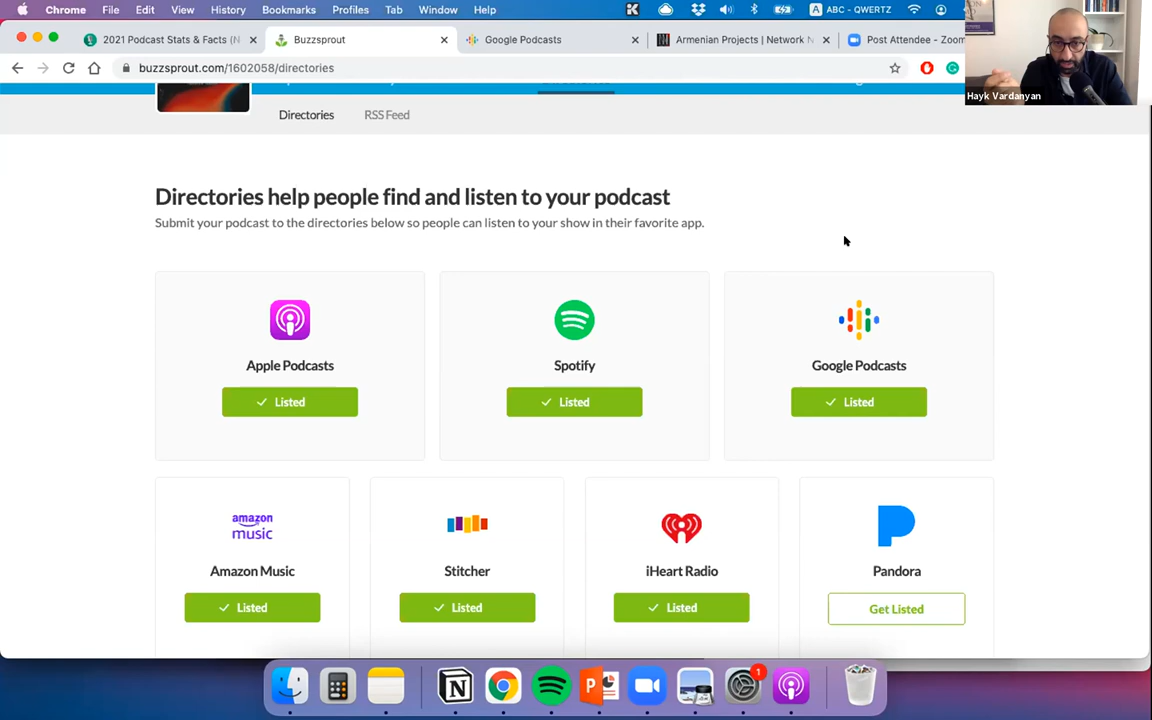 Chrome File Edit View History Bookmarks Profiles Tab Window Help A ABC - QWERTZ
2021 Podcast Stats & Facts (N Buzzsprout Google Podcasts Armenian Projects | Network N Post Attendee - Zoom
buzzsprout.com/1602058/directories
Hayk Vardanyan
Directories RSS Feed
Directories help people find and listen to your podcast
Submit your podcast to the directories below so people can listen to your show in their favorite app.
Apple Podcasts Spotify Google Podcasts
Listed Listed Listed
amazon music
Amazon Music Stitcher iHeart Radio Pandora
Listed Listed Listed Get Listed
1